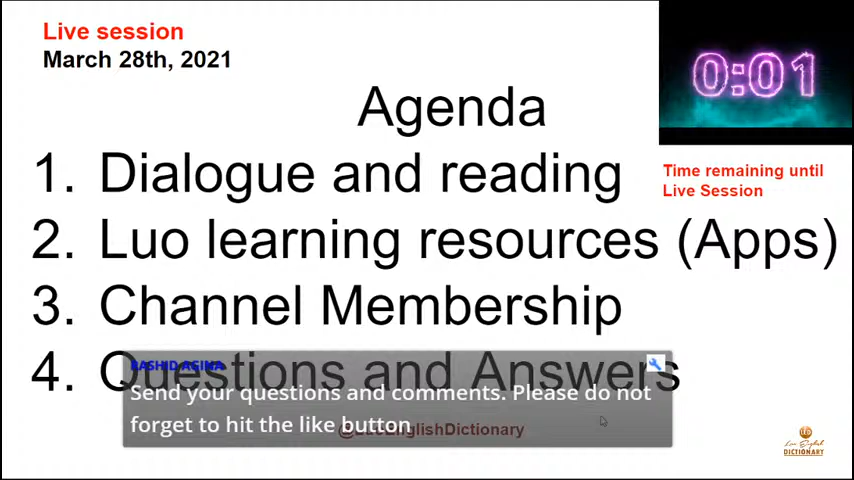 Live session
March 28th, 2021
0:01
Time remaining until
Live Session
Agenda
1. Dialogue and reading
2. Luo learning resources (Apps)
3. Channel Membership
4. Questions and Answers
RASHID AGINA
Send your questions and comments. Please do not
forget to hit the like button
@LuoEnglishDictionary
Luo English
DICTIONARY